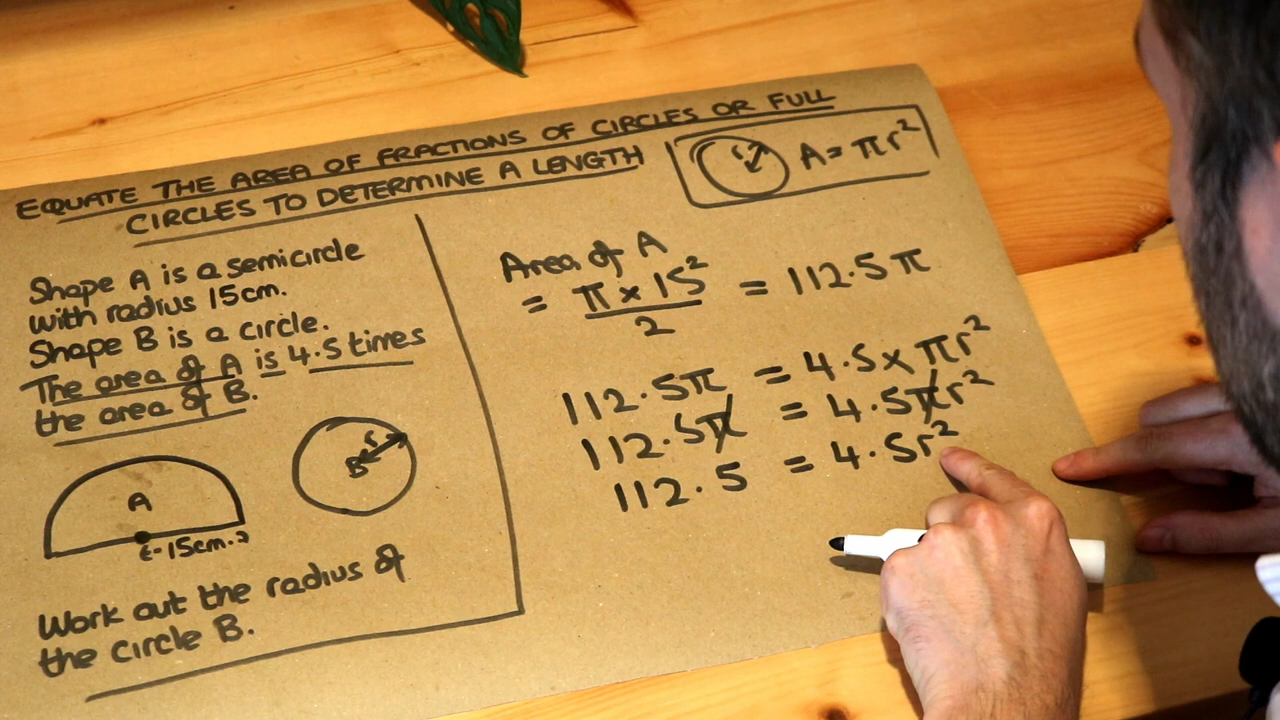 EQUATE THE AREA OF FRACTIONS OF CIRCLES OR FULL
CIRCLES TO DETERMINE A LENGTH
r A = πr²
Shape A is a semicircle
with radius 15cm.
Shape B is a circle.
The area of A is 4.5 times
the area of B.
A
←15cm→
B r
Work out the radius of
the circle B.
Area of A
= π × 15² / 2 = 112.5π
112.5π = 4.5 × πr²
112.5π = 4.5πr²
112.5 = 4.5r²